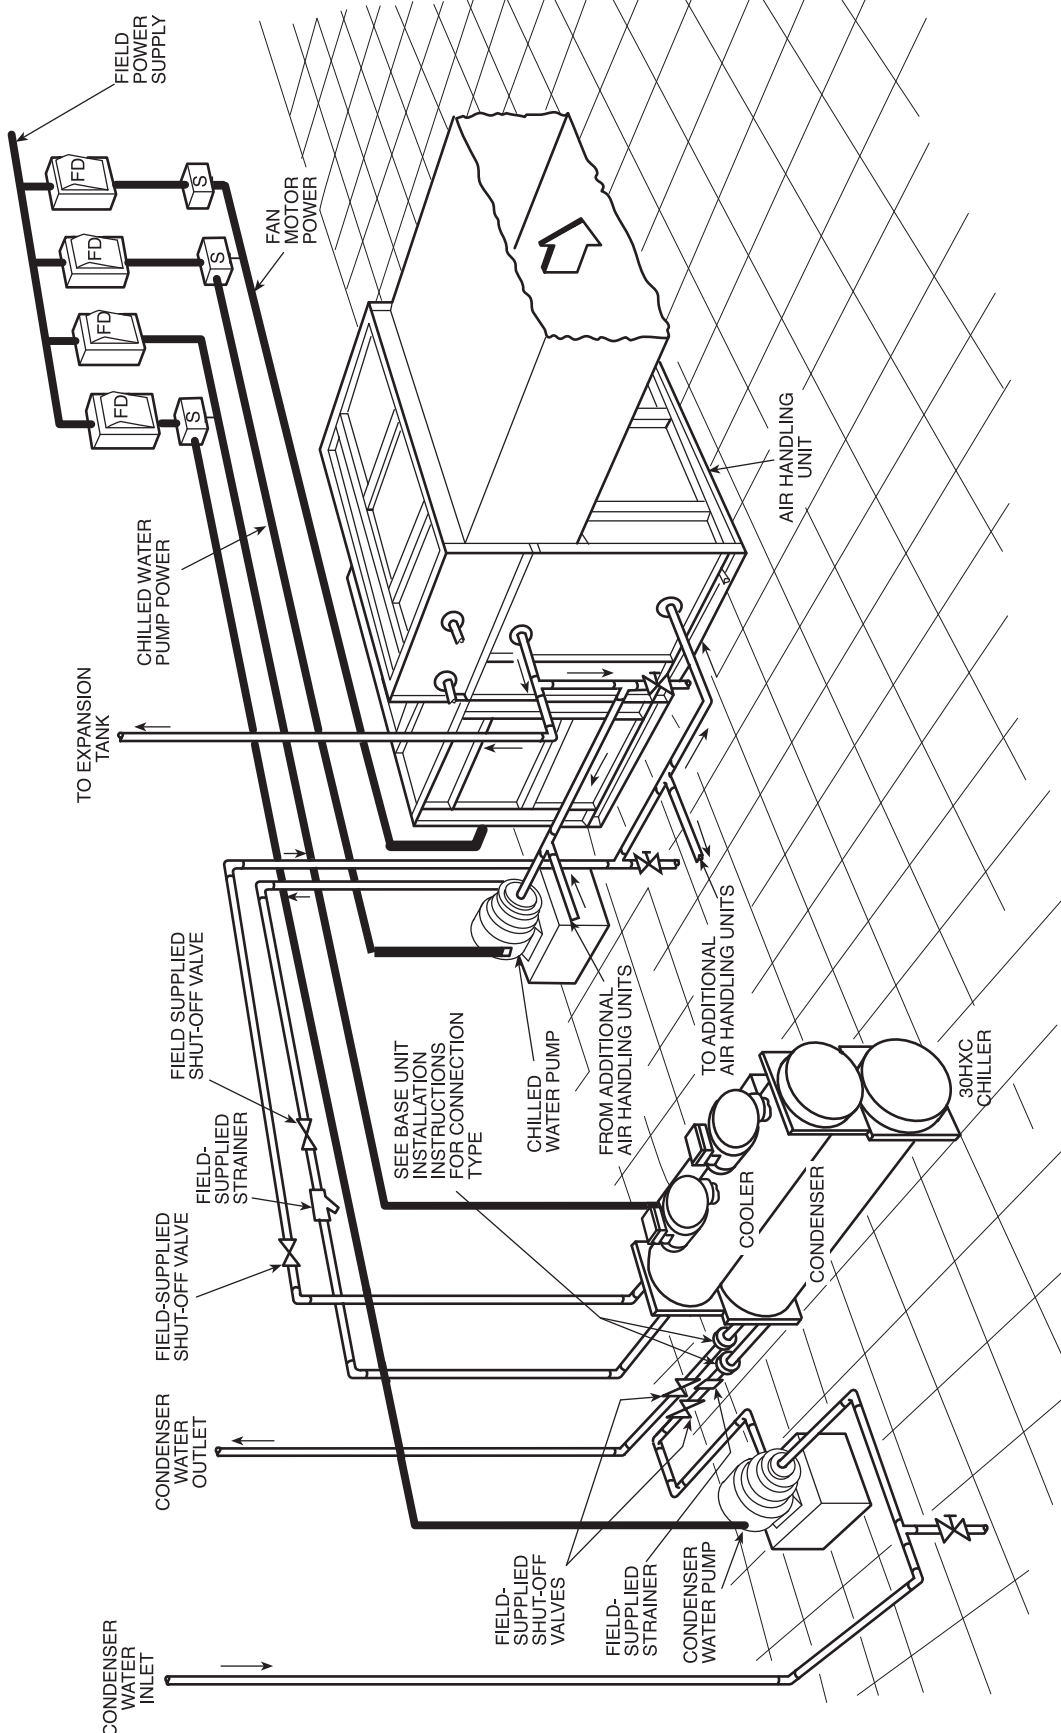 FIELD
POWER
SUPPLY
FD
FD
FD
FD
S
S
S
FAN
MOTOR
POWER
CHILLED WATER
PUMP POWER
TO EXPANSION
TANK
AIR HANDLING
UNIT
FIELD SUPPLIED
SHUT-OFF VALVE
FIELD-
SUPPLIED
STRAINER
FIELD-SUPPLIED
SHUT-OFF VALVE
SEE BASE UNIT
INSTALLATION
INSTRUCTIONS
FOR CONNECTION
TYPE
CHILLED
WATER PUMP
FROM ADDITIONAL
AIR HANDLING UNITS
TO ADDITIONAL
AIR HANDLING UNITS
30HXC
CHILLER
COOLER
CONDENSER
CONDENSER
WATER
OUTLET
CONDENSER
WATER
INLET
FIELD-
SUPPLIED
SHUT-OFF
VALVES
FIELD-
SUPPLIED
STRAINER
CONDENSER
WATER PUMP